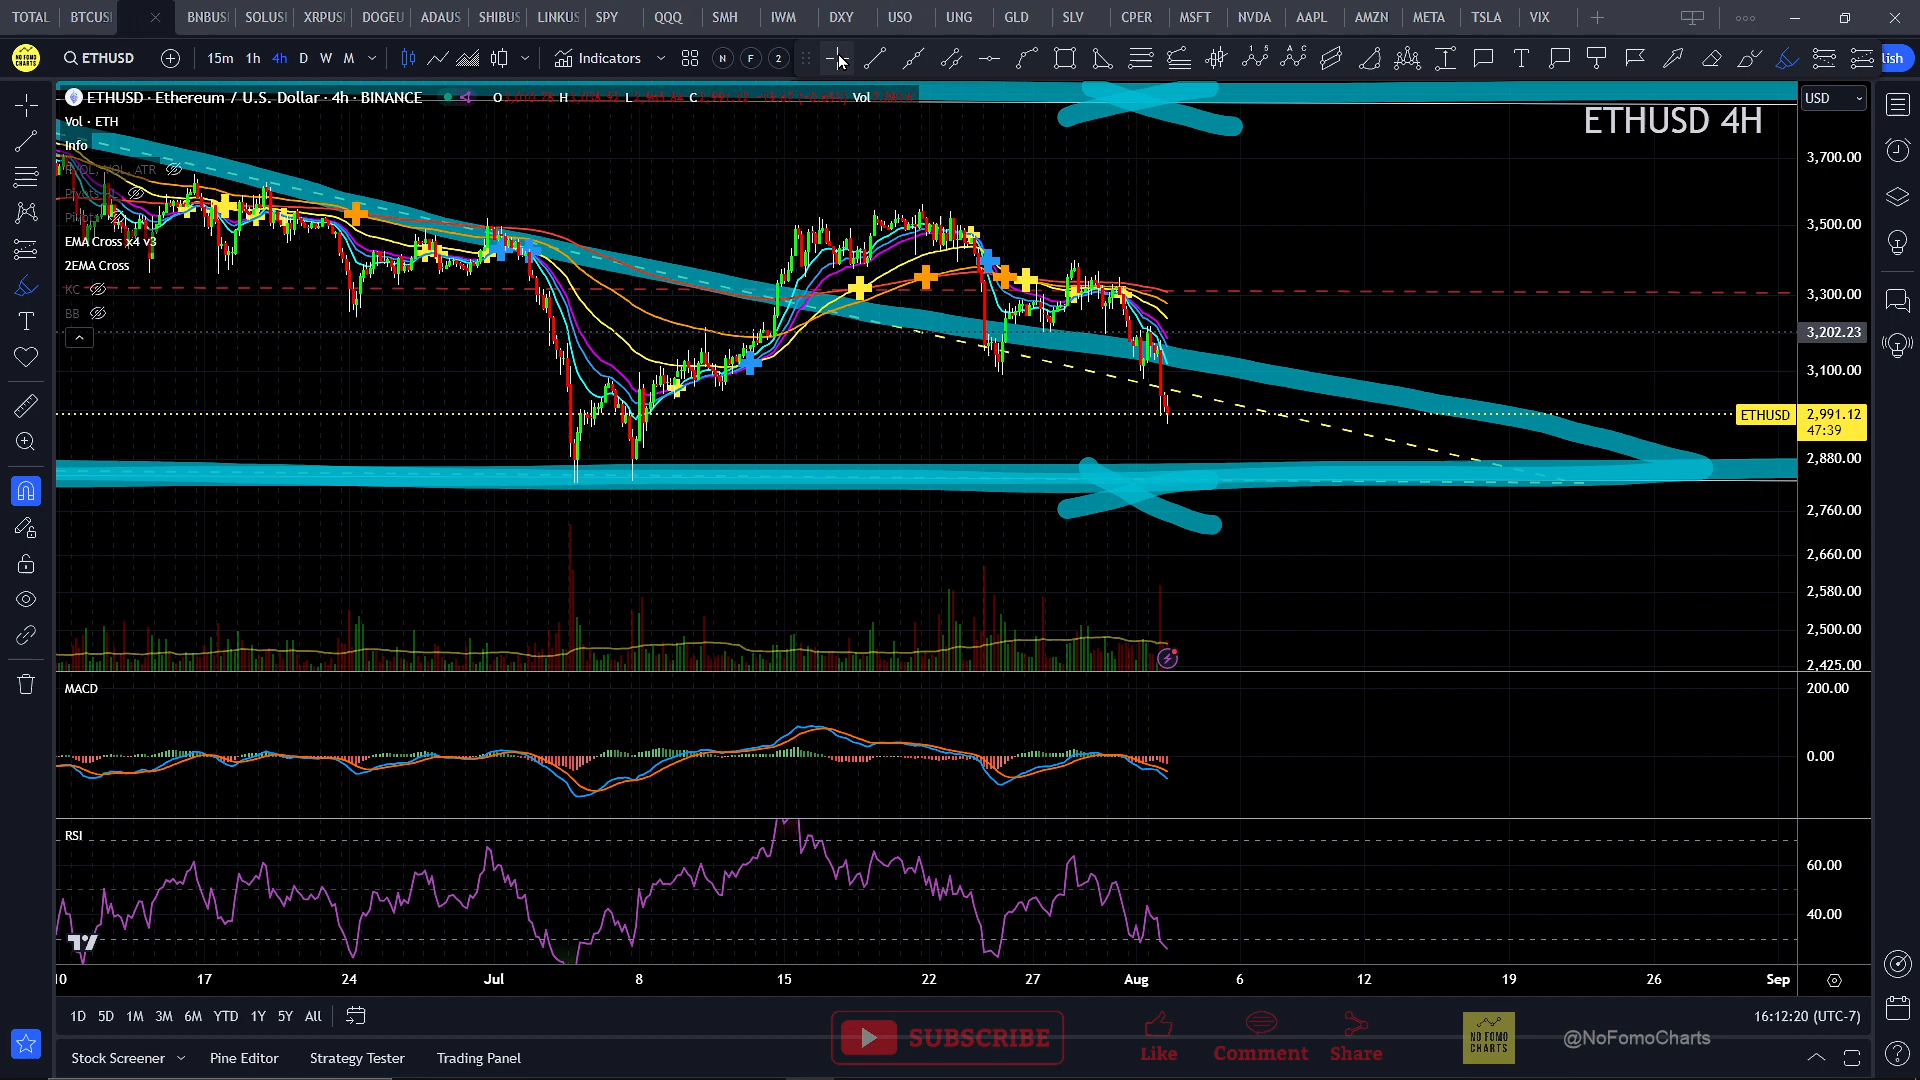 TOTAL BTCUSI BNBUSI SOLUSI XRPUSI DOGEU ADAUS SHIBUS LINKUS SPY QQQ SMH IWM DXY USO UNG GLD SLV CPER MSFT NVDA AAPL AMZN META TSLA VIX
NO FOMO CHARTS ETHUSD 15m 1h 4h D W M Indicators N F 2 lish
ETHUSD · Ethereum / U.S. Dollar · 4h · BINANCE O H L C Vol
USD
ETHUSD 4H
Vol · ETH
Info
EMA Cross x4 v3
2EMA Cross
KC
BB
3,700.00
3,500.00
3,300.00
3,202.23
3,100.00
ETHUSD 2,991.12
47:39
2,880.00
2,760.00
2,660.00
2,580.00
2,500.00
2,425.00
MACD
200.00
0.00
RSI
60.00
40.00
10 17 24 Jul 8 15 22 27 Aug 6 12 19 26 Sep
1D 5D 1M 3M 6M YTD 1Y 5Y All
16:12:20 (UTC-7)
SUBSCRIBE Like Comment Share
NO FOMO CHARTS
@NoFomoCharts
Stock Screener Pine Editor Strategy Tester Trading Panel